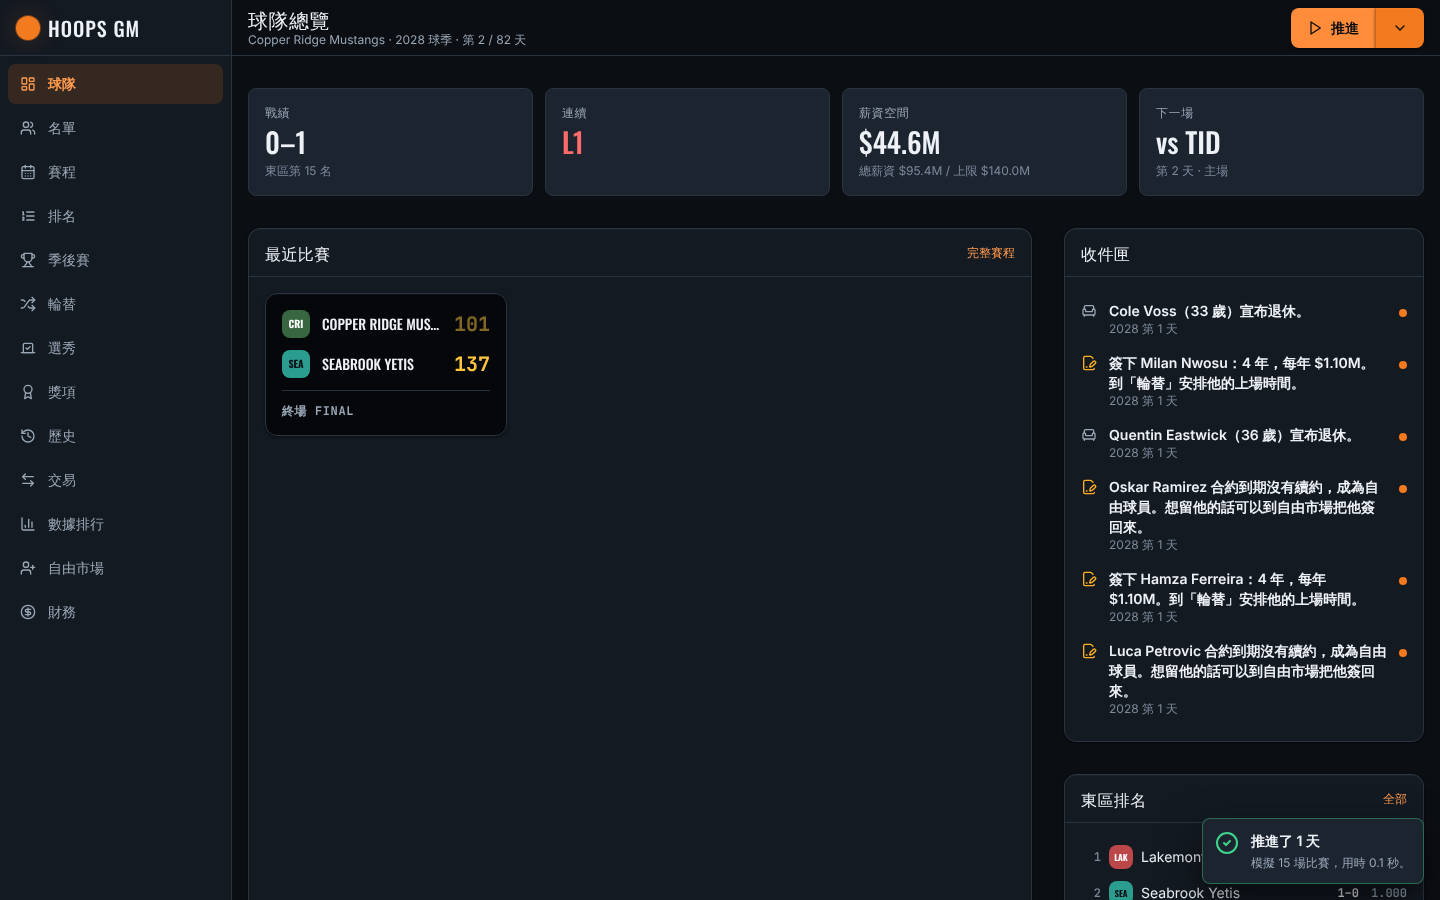 HOOPS GM
球隊
名單
賽程
排名
季後賽
輪替
選秀
獎項
歷史
交易
數據排行
自由市場
財務
球隊總覽
Copper Ridge Mustangs · 2028 球季 · 第 2 / 82 天
推進
戰績
0–1
東區第 15 名
連續
L1
薪資空間
$44.6M
總薪資 $95.4M / 上限 $140.0M
下一場
vs TID
第 2 天 · 主場
最近比賽
完整賽程
CRI COPPER RIDGE MUS... 101
SEA SEABROOK YETIS 137
終場 FINAL
收件匣
Cole Voss（33 歲）宣布退休。
2028 第 1 天
簽下 Milan Nwosu：4 年，每年 $1.10M。
到「輪替」安排他的上場時間。
2028 第 1 天
Quentin Eastwick（36 歲）宣布退休。
2028 第 1 天
Oskar Ramirez 合約到期沒有續約，成為自
由球員。想留他的話可以到自由市場把他簽
回來。
2028 第 1 天
簽下 Hamza Ferreira：4 年，每年
$1.10M。到「輪替」安排他的上場時間。
2028 第 1 天
Luca Petrovic 合約到期沒有續約，成為自由
球員。想留他的話可以到自由市場把他簽回
來。
2028 第 1 天
東區排名
全部
1 LAK Lakemon
2 SEA Seabrook Yetis 1–0 1.000
推進了 1 天
模擬 15 場比賽，用時 0.1 秒。